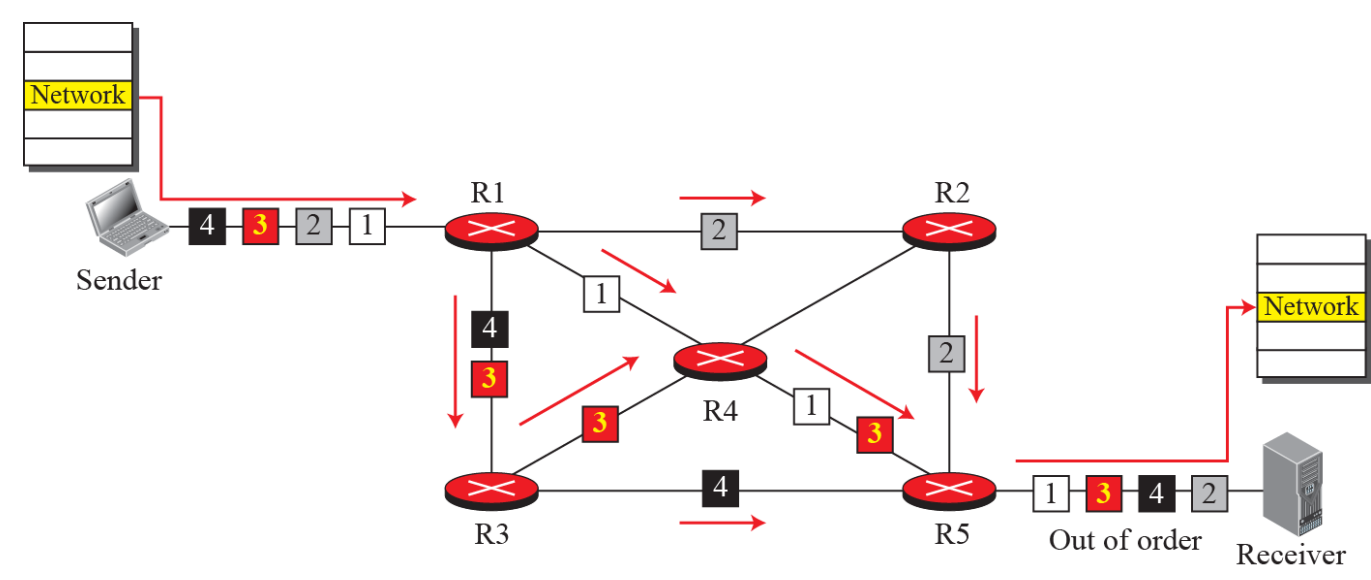 Network
4 3 2 1
Sender
R1
2
R2
1
4
3
2
Network
R4
3
1
3
R3
4
R5
1 3 4 2
Out of order
Receiver